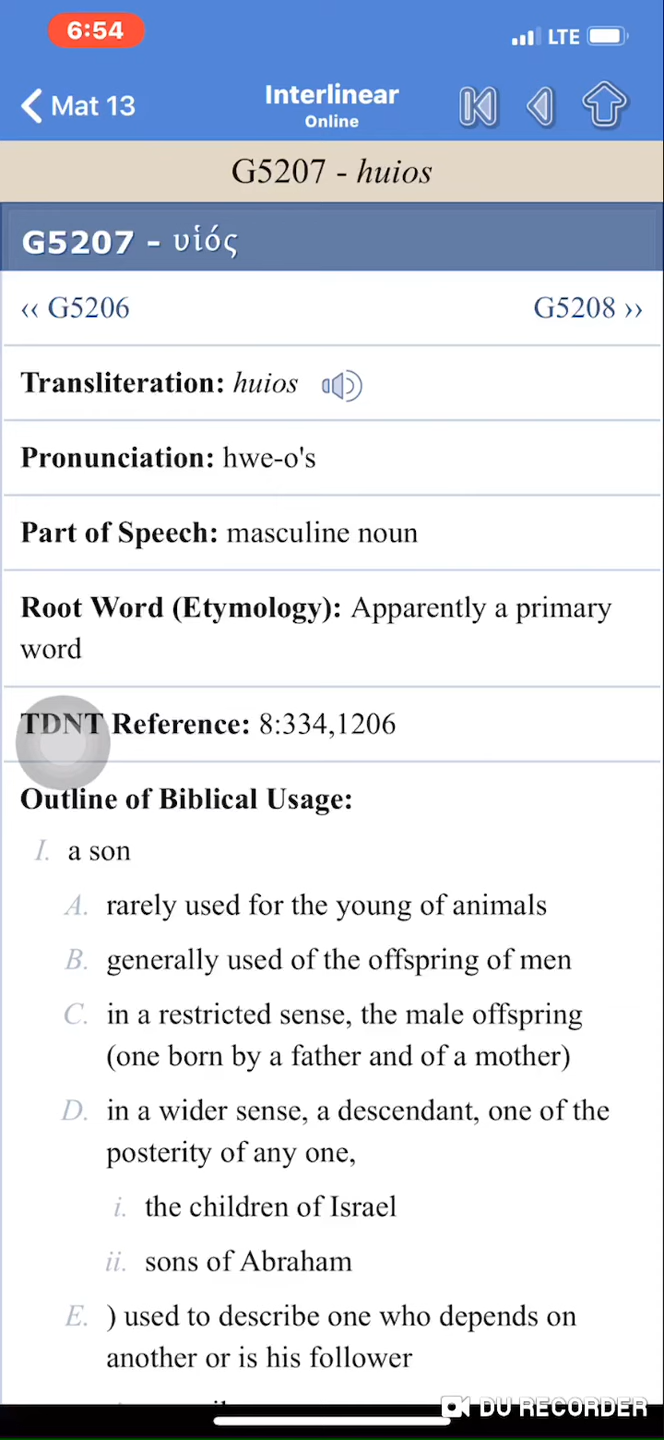 6:54
LTE
Mat 13
Interlinear
Online
G5207 - huios
G5207 - υἱός
‹‹ G5206
G5208 ››
Transliteration: huios
Pronunciation: hwe-o's
Part of Speech: masculine noun
Root Word (Etymology): Apparently a primary
word
TDNT Reference: 8:334,1206
Outline of Biblical Usage:
I. a son
A. rarely used for the young of animals
B. generally used of the offspring of men
C. in a restricted sense, the male offspring
(one born by a father and of a mother)
D. in a wider sense, a descendant, one of the
posterity of any one,
i. the children of Israel
ii. sons of Abraham
E. ) used to describe one who depends on
another or is his follower
DU RECORDER